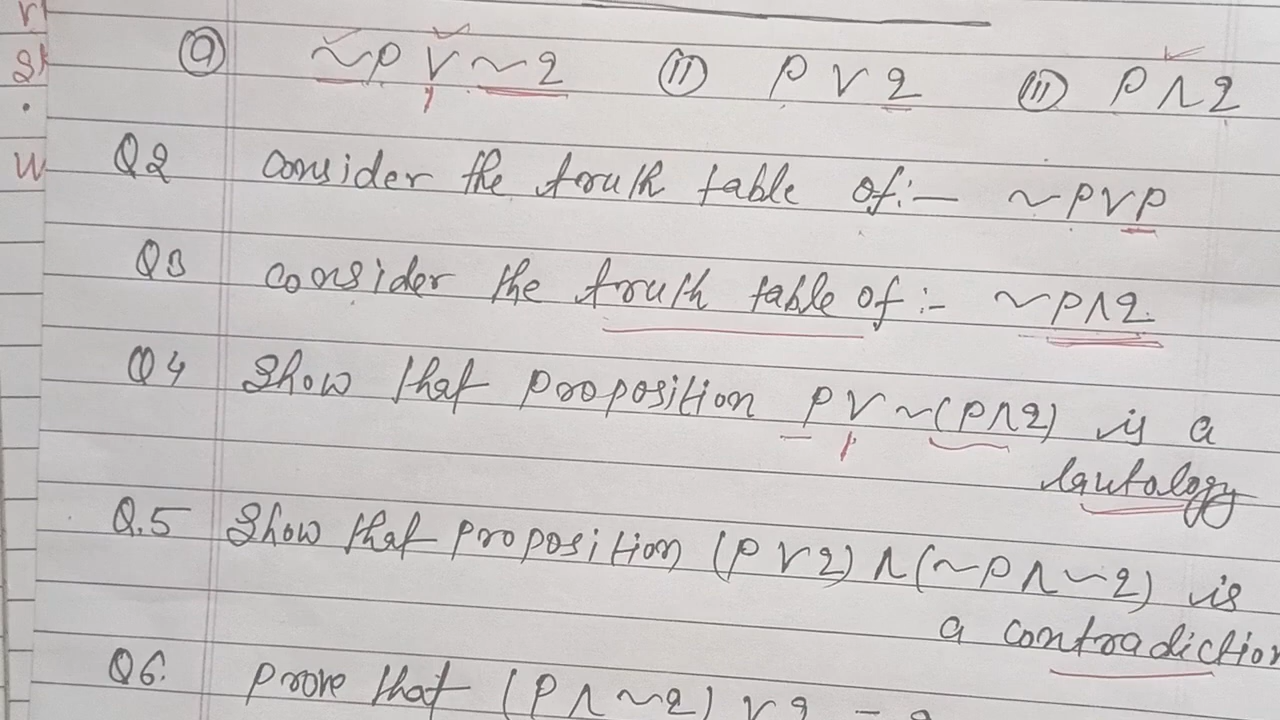 ⓐ ~p ∨ ~q (ii) p ∨ q (iii) p ∧ q
Q2 Consider the truth table of:- ~p∨p
Q3 Consider the truth table of :- ~p∧q.
Q4 Show that proposition p∨~(p∧q) is a
tautology
Q.5 Show that proposition (p∨q)∧(~p∧~q) is
a contradiction
Q6. Prove that (p∧~q)∨q =